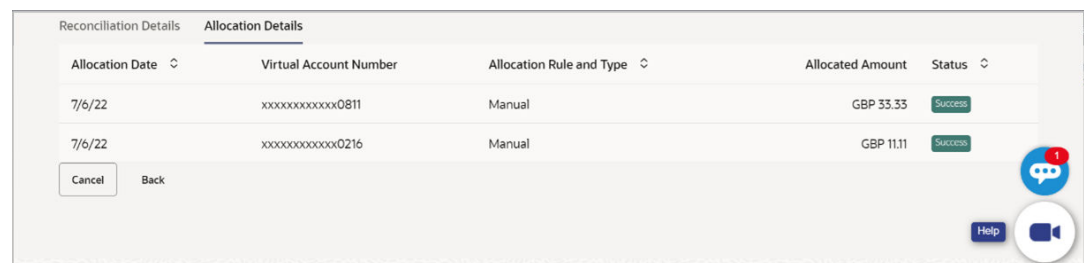 Reconciliation Details Allocation Details
Allocation Date Virtual Account Number Allocation Rule and Type Allocated Amount Status
7/6/22 xxxxxxxxxxxx0811 Manual GBP 33.33 Success
7/6/22 xxxxxxxxxxxx0216 Manual GBP 11.11 Success
1
Cancel Back
Help